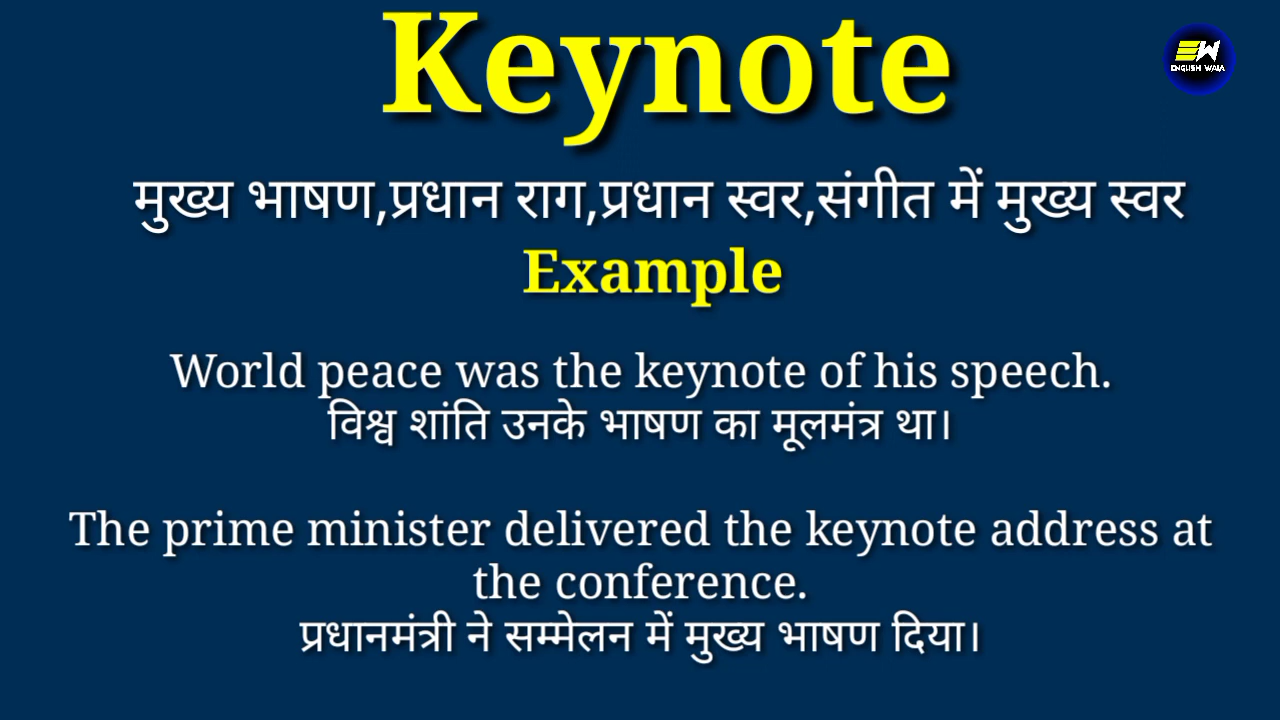 Keynote
EW
ENGLISH WALA
मुख्य भाषण,प्रधान राग,प्रधान स्वर,संगीत में मुख्य स्वर
Example
World peace was the keynote of his speech.
विश्व शांति उनके भाषण का मूलमंत्र था।
The prime minister delivered the keynote address at
the conference.
प्रधानमंत्री ने सम्मेलन में मुख्य भाषण दिया।